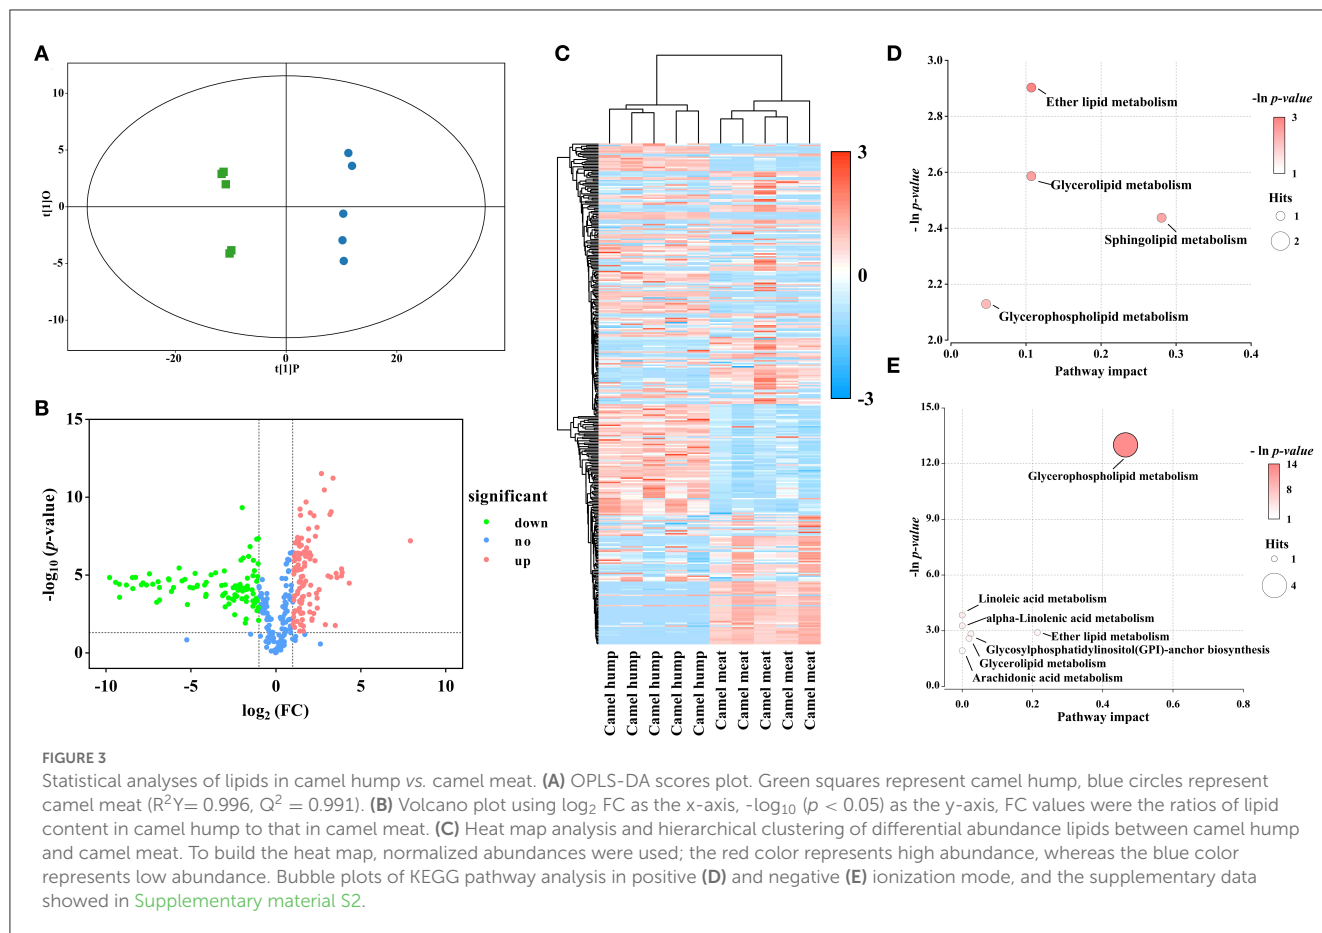 A
10
5
0
-5
-10
t[1]O
-20
0
20
t[1]P
B
15
10
5
0
-log10 (p-value)
-10
-5
0
5
10
log2 (FC)
significant
down
no
up
C
3
0
-3
Camel hump
Camel hump
Camel hump
Camel hump
Camel hump
Camel meat
Camel meat
Camel meat
Camel meat
Camel meat
D
3.0
2.8
2.6
2.4
2.2
2.0
- ln p-value
Ether lipid metabolism
Glycerolipid metabolism
Sphingolipid metabolism
Glycerophospholipid metabolism
0.0
0.1
0.2
0.3
0.4
Pathway impact
-ln p-value
3
1
Hits
1
2
E
15.0
12.0
9.0
6.0
3.0
0.0
-ln p-value
Glycerophospholipid metabolism
Linoleic acid metabolism
alpha-Linolenic acid metabolism
Ether lipid metabolism
Glycosylphosphatidylinositol(GPI)-anchor biosynthesis
Glycerolipid metabolism
Arachidonic acid metabolism
0.0
0.2
0.4
0.6
0.8
Pathway impact
- ln p-value
14
8
1
Hits
1
4
FIGURE 3
Statistical analyses of lipids in camel hump vs. camel meat. (A) OPLS-DA scores plot. Green squares represent camel hump, blue circles represent
camel meat (R²Y= 0.996, Q² = 0.991). (B) Volcano plot using log2 FC as the x-axis, -log10 (p < 0.05) as the y-axis, FC values were the ratios of lipid
content in camel hump to that in camel meat. (C) Heat map analysis and hierarchical clustering of differential abundance lipids between camel hump
and camel meat. To build the heat map, normalized abundances were used; the red color represents high abundance, whereas the blue color
represents low abundance. Bubble plots of KEGG pathway analysis in positive (D) and negative (E) ionization mode, and the supplementary data
showed in Supplementary material S2.